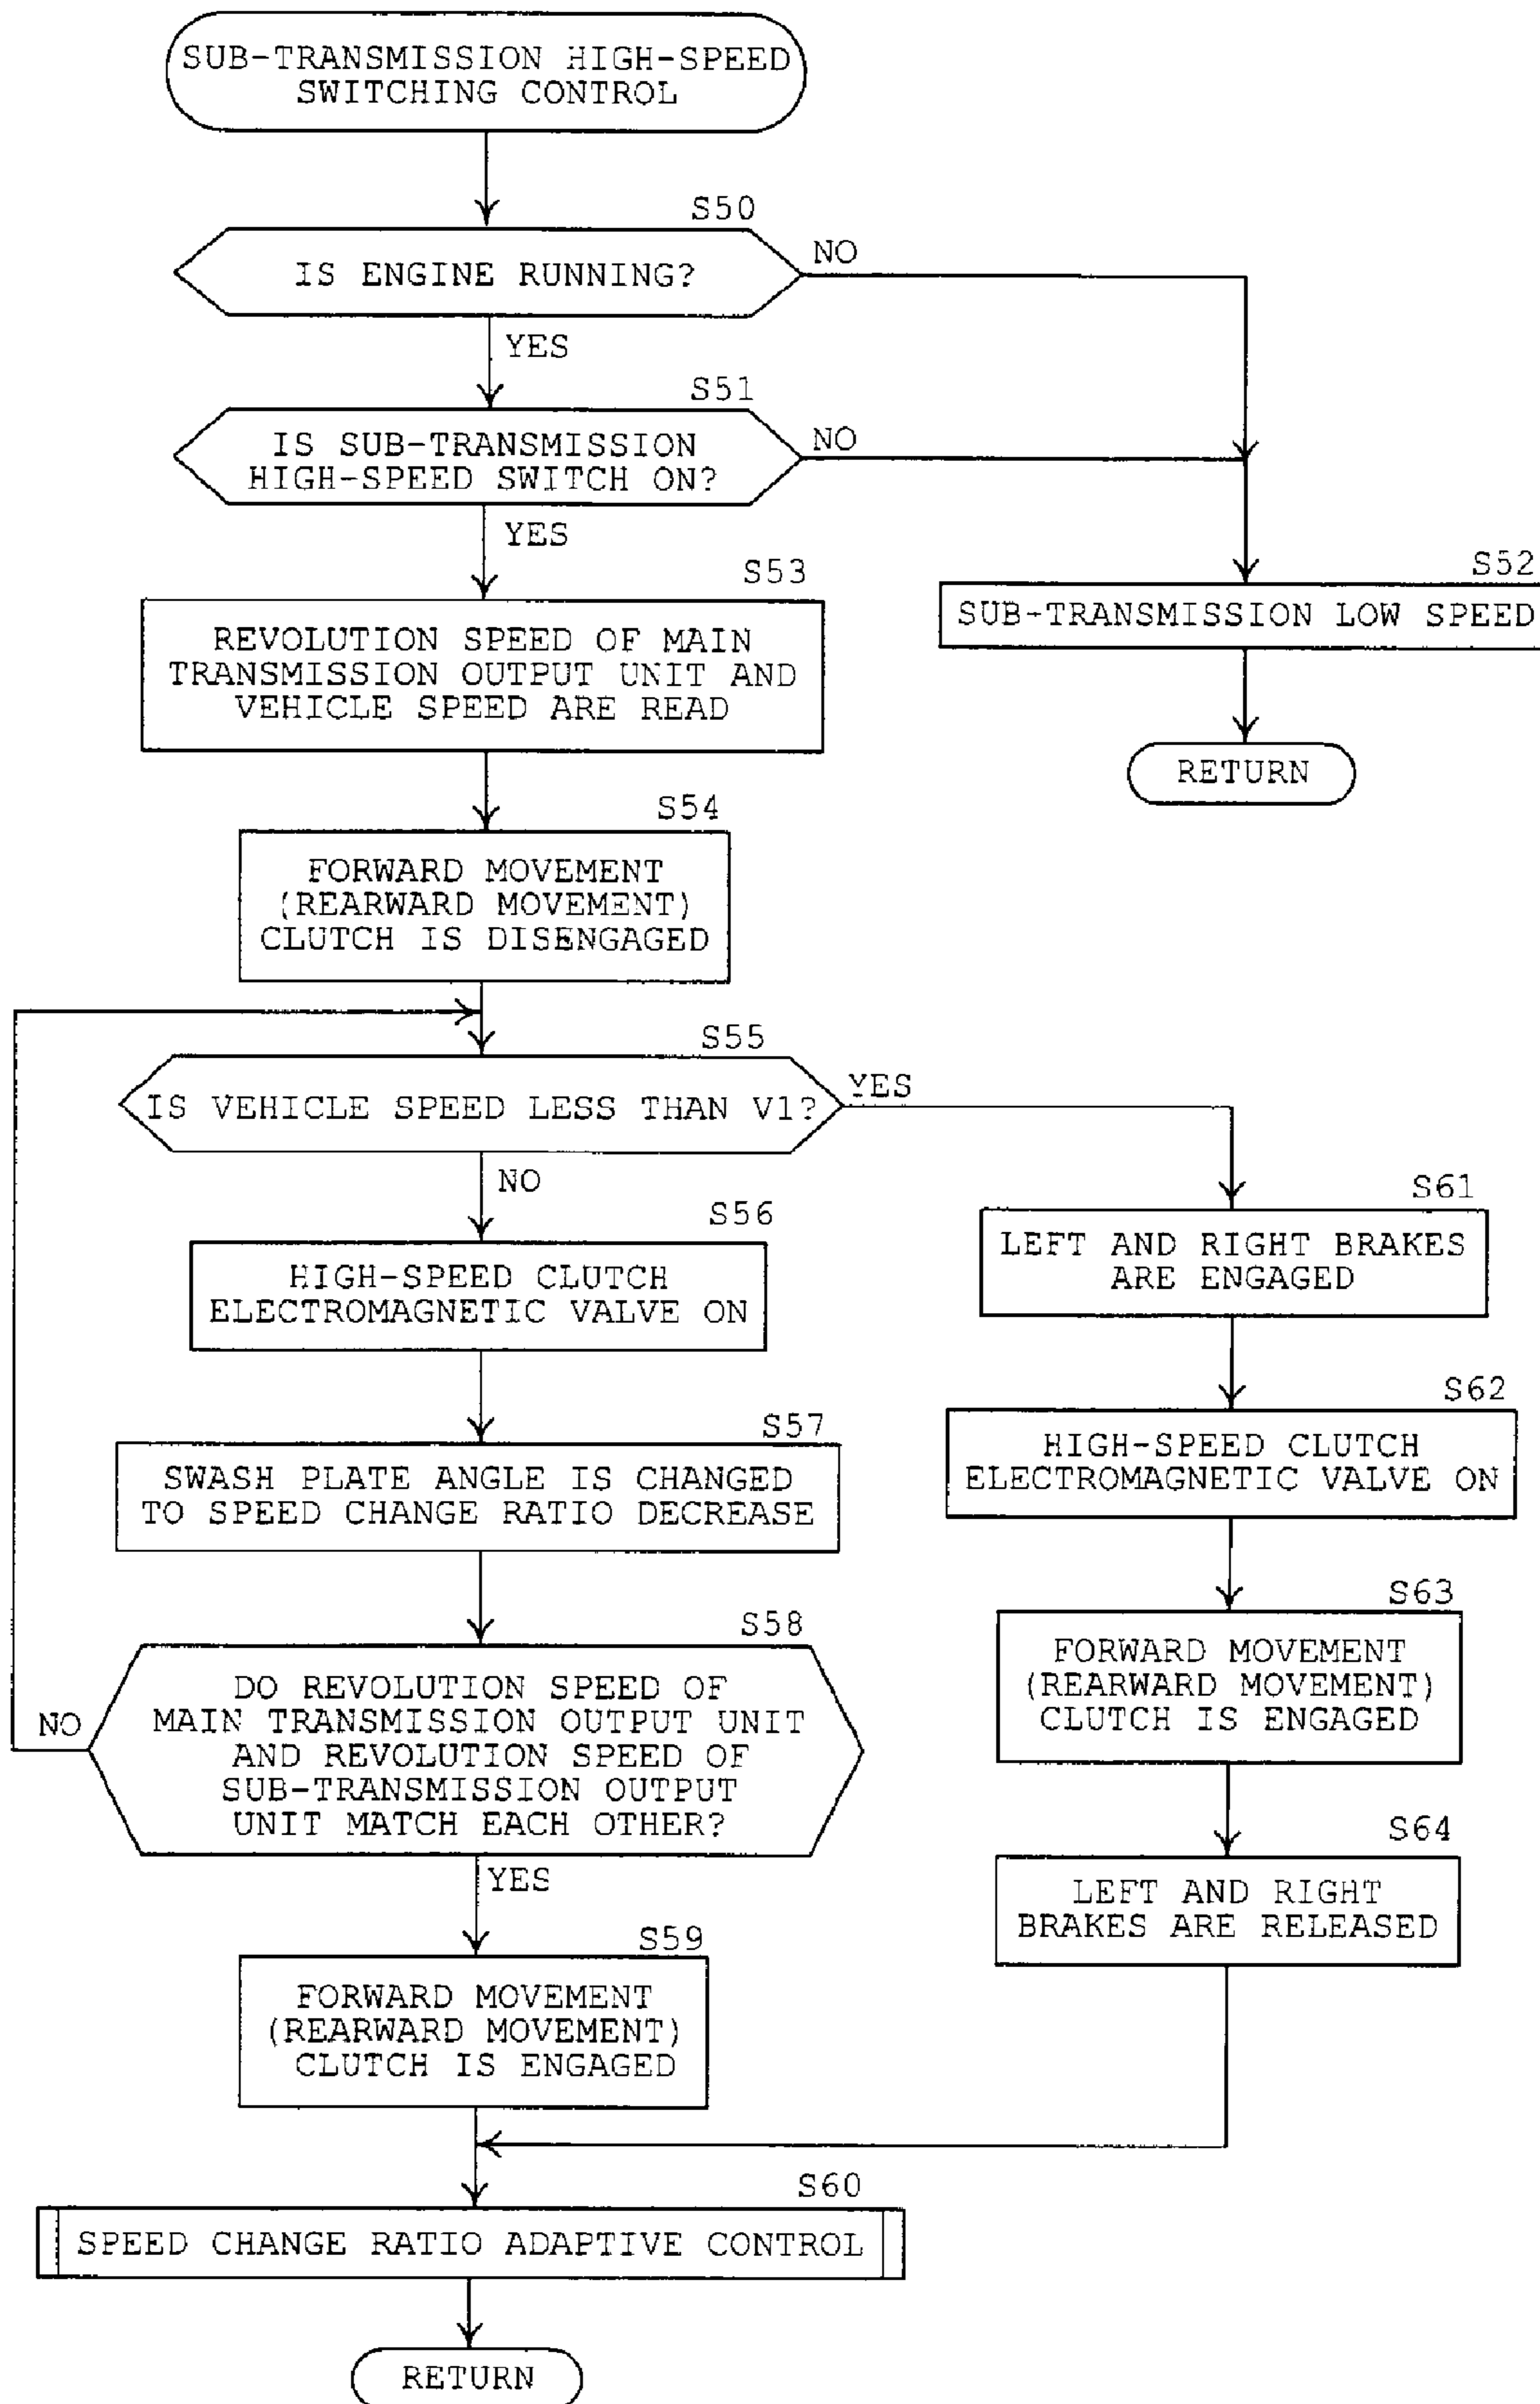 SUB-TRANSMISSION HIGH-SPEED
SWITCHING CONTROL
S50
IS ENGINE RUNNING?
NO
YES
S51
IS SUB-TRANSMISSION
HIGH-SPEED SWITCH ON?
NO
YES
S52
SUB-TRANSMISSION LOW SPEED
RETURN
S53
REVOLUTION SPEED OF MAIN
TRANSMISSION OUTPUT UNIT AND
VEHICLE SPEED ARE READ
S54
FORWARD MOVEMENT
(REARWARD MOVEMENT)
CLUTCH IS DISENGAGED
S55
IS VEHICLE SPEED LESS THAN V1?
YES
NO
S56
HIGH-SPEED CLUTCH
ELECTROMAGNETIC VALVE ON
S57
SWASH PLATE ANGLE IS CHANGED
TO SPEED CHANGE RATIO DECREASE
S58
DO REVOLUTION SPEED OF
MAIN TRANSMISSION OUTPUT UNIT
AND REVOLUTION SPEED OF
SUB-TRANSMISSION OUTPUT
UNIT MATCH EACH OTHER?
NO
YES
S59
FORWARD MOVEMENT
(REARWARD MOVEMENT)
CLUTCH IS ENGAGED
S61
LEFT AND RIGHT BRAKES
ARE ENGAGED
S62
HIGH-SPEED CLUTCH
ELECTROMAGNETIC VALVE ON
S63
FORWARD MOVEMENT
(REARWARD MOVEMENT)
CLUTCH IS ENGAGED
S64
LEFT AND RIGHT
BRAKES ARE RELEASED
S60
SPEED CHANGE RATIO ADAPTIVE CONTROL
RETURN